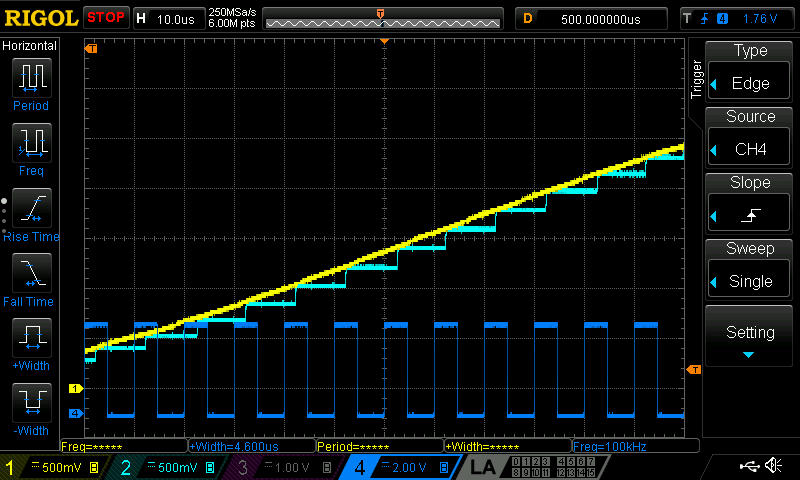 RIGOL STOP H 10.0us 250MSa/s 6.00M pts D 500.000000us T 4 1.76 V
Horizontal
Period
Freq
Rise Time
Fall Time
+Width
-Width
T
T
1
4
T
Trigger
Type
Edge
Source
CH4
Slope
Sweep
Single
Setting
Freq=***** +Width=4.600us Period=***** +Width=***** Freq=100kHz
1 500mV B 2 500mV B 3 1.00 V B 4 2.00 V B LA 0 1 2 3 4 5 6 7
8 9 10 11 12 13 14 15